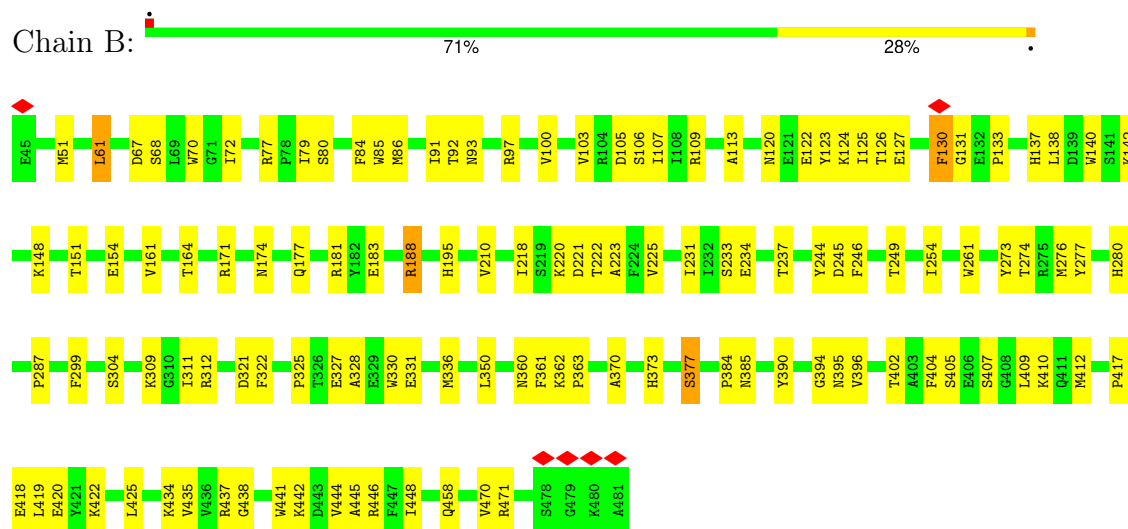 Chain B:
71% 28%
E45 M51 L61 D67 S68 L69 W70 G71 I72 R77 P78 I79 S80 F84 W85 M86 I91 T92 N93 R97 V100 V103 R104 D105 S106 I107 I108 R109 A113 N120 E121 E122 Y123 K124 I125 T126 E127 F130 G131 E132 P133 H137 L138 D139 W140 S141 K142
K148 T151 E154 V161 T164 R171 N174 Q177 R181 Y182 E183 R188 H195 V210 I218 S219 K220 D221 T222 A223 F224 V225 I231 I232 S233 E234 T237 Y244 D245 F246 T249 I254 W261 Y273 T274 R275 M276 Y277 H280
P287 F299 S304 K309 G310 I311 R312 D321 F322 P325 T326 E327 A328 E329 W330 E331 M336 L350 N360 F361 K362 P363 A370 H373 S377 P384 N385 Y390 G394 N395 V396 T402 A403 F404 S405 E406 S407 G408 L409 K410 Q411 M412 P417
E418 L419 E420 Y421 K422 L425 K434 V435 V436 R437 G438 W441 K442 D443 V444 A445 R446 F447 I448 Q458 V470 R471 S478 G479 K480 A481